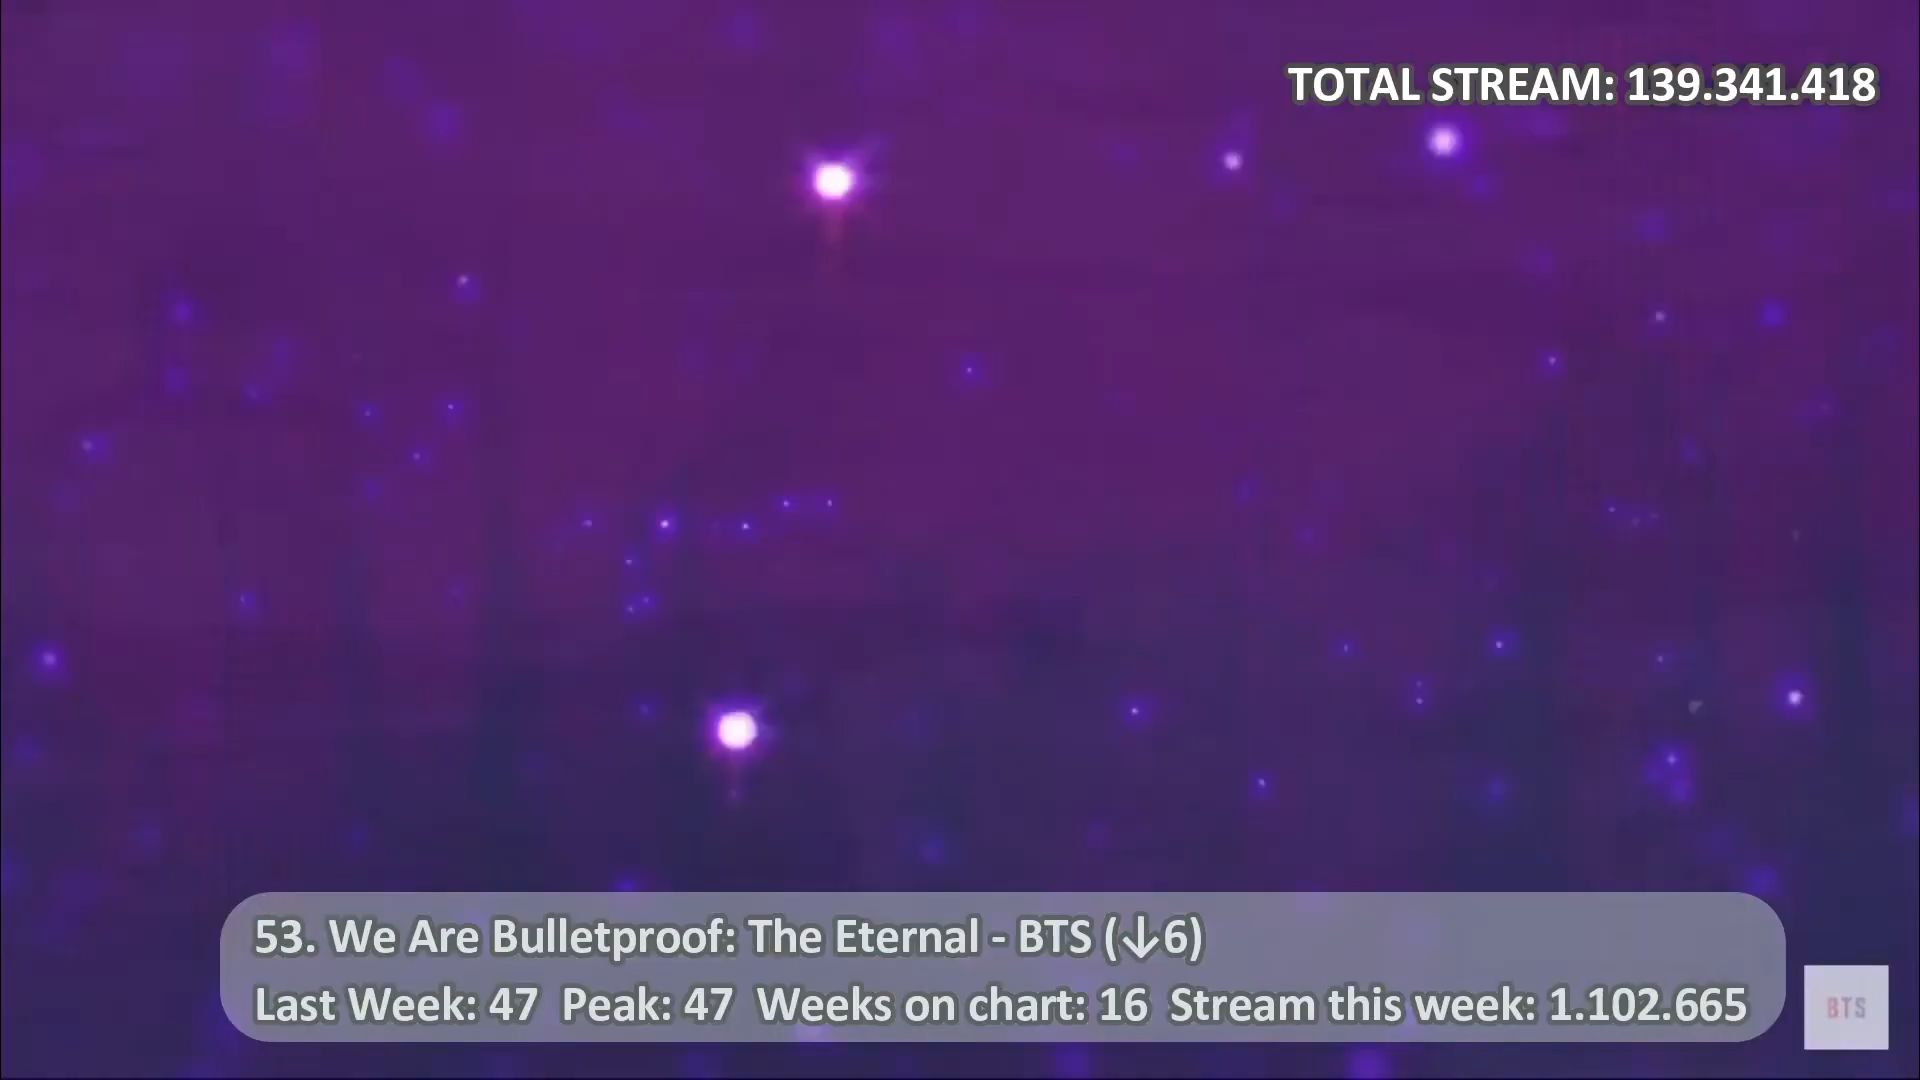 TOTAL STREAM: 139.341.418
53. We Are Bulletproof: The Eternal - BTS (↓6)
Last Week: 47  Peak: 47  Weeks on chart: 16  Stream this week: 1.102.665
BTS